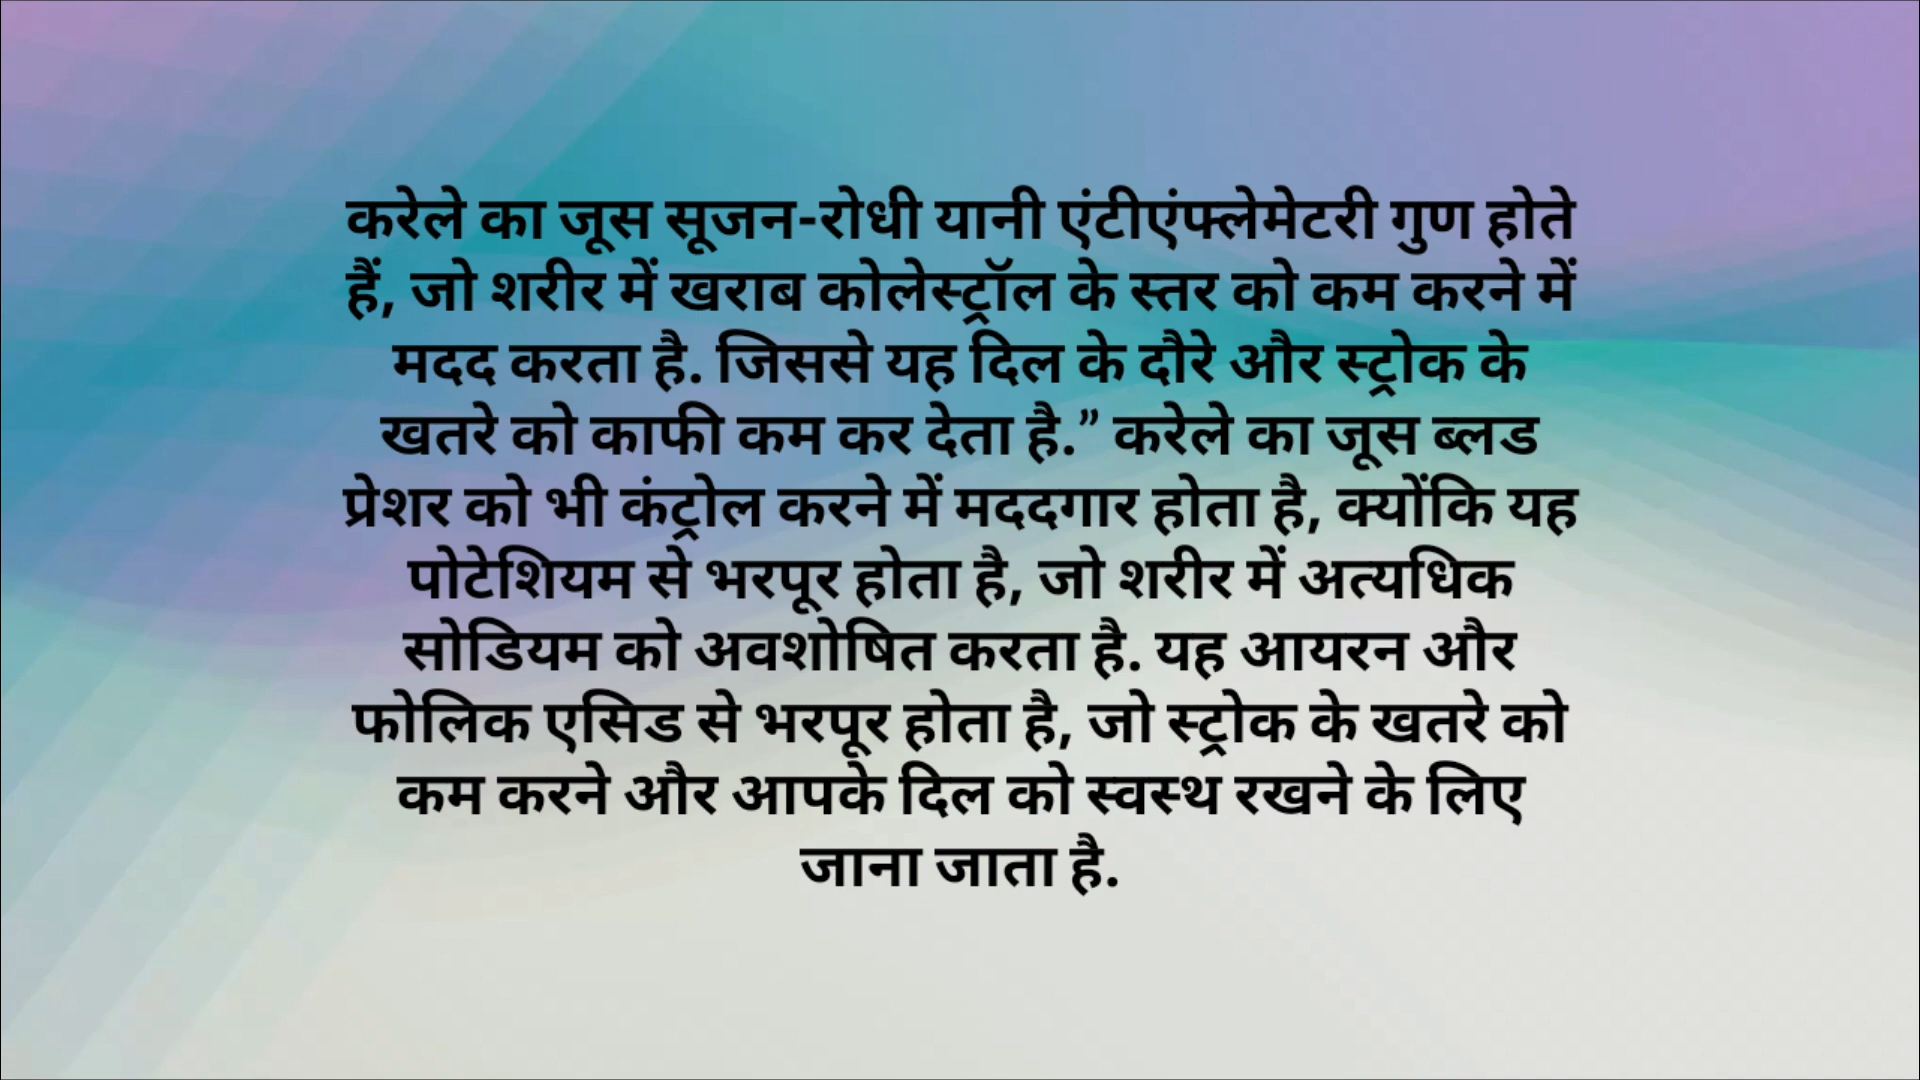 करेले का जूस सूजन-रोधी यानी एंटीएंफ्लेमेटरी गुण होते
हैं, जो शरीर में खराब कोलेस्ट्रॉल के स्तर को कम करने में
मदद करता है. जिससे यह दिल के दौरे और स्ट्रोक के
खतरे को काफी कम कर देता है.” करेले का जूस ब्लड
प्रेशर को भी कंट्रोल करने में मददगार होता है, क्योंकि यह
पोटेशियम से भरपूर होता है, जो शरीर में अत्यधिक
सोडियम को अवशोषित करता है. यह आयरन और
फोलिक एसिड से भरपूर होता है, जो स्ट्रोक के खतरे को
कम करने और आपके दिल को स्वस्थ रखने के लिए
जाना जाता है.